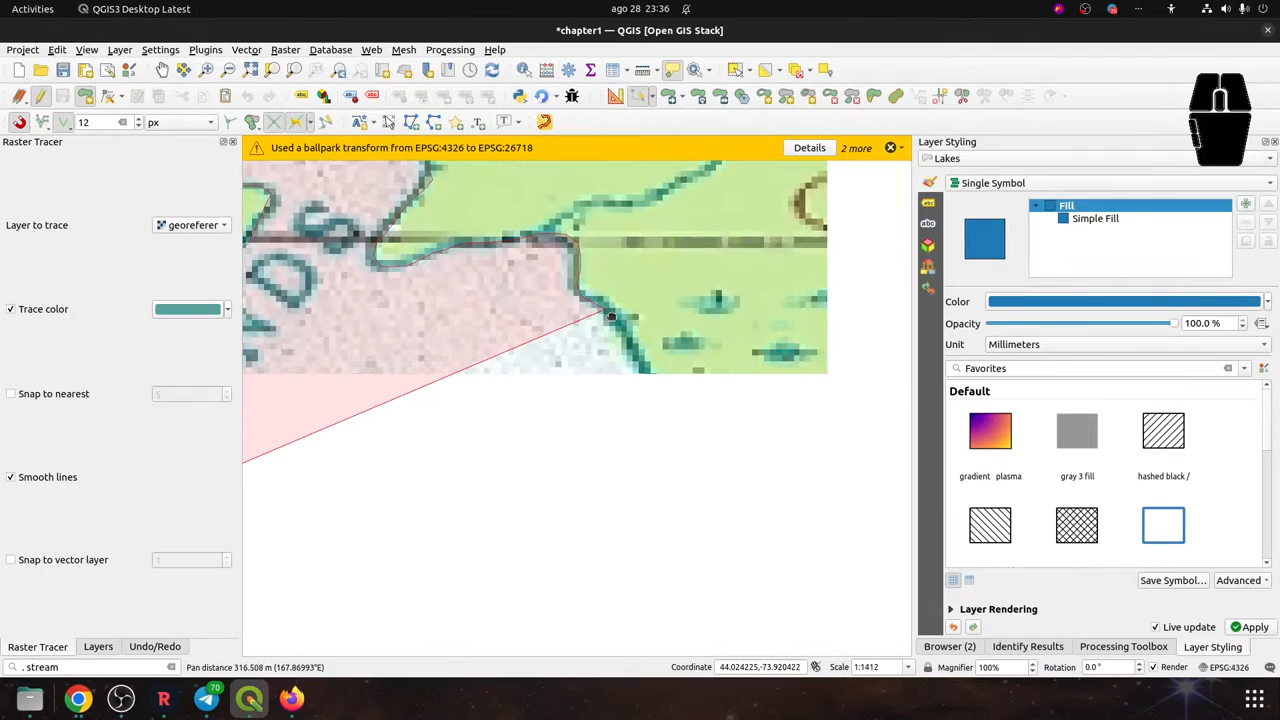 Activities
QGIS3 Desktop Latest
ago 28 23:36
*chapter1 — QGIS [Open GIS Stack]
Project Edit View Layer Settings Plugins Vector Raster Database Web Mesh Processing Help
12 px
Raster Tracer
Used a ballpark transform from EPSG:4326 to EPSG:26718
Details
2 more
Layer Styling
Lakes
Single Symbol
Fill
Simple Fill
Layer to trace
georeferer
Trace color
Color
Opacity
100.0 %
Unit
Millimeters
Favorites
Snap to nearest
5
Default
gradient plasma
gray 3 fill
hashed black /
Smooth lines
Snap to vector layer
1
Save Symbol…
Advanced
Layer Rendering
Live update
Apply
Raster Tracer
Layers
Undo/Redo
Browser (2)
Identify Results
Processing Toolbox
Layer Styling
. stream
Pan distance 316.508 m (167.86993°E)
Coordinate
44.024225,-73.920422
Scale
1:1412
Magnifier
100%
Rotation
0.0 °
Render
EPSG:4326
70
DS